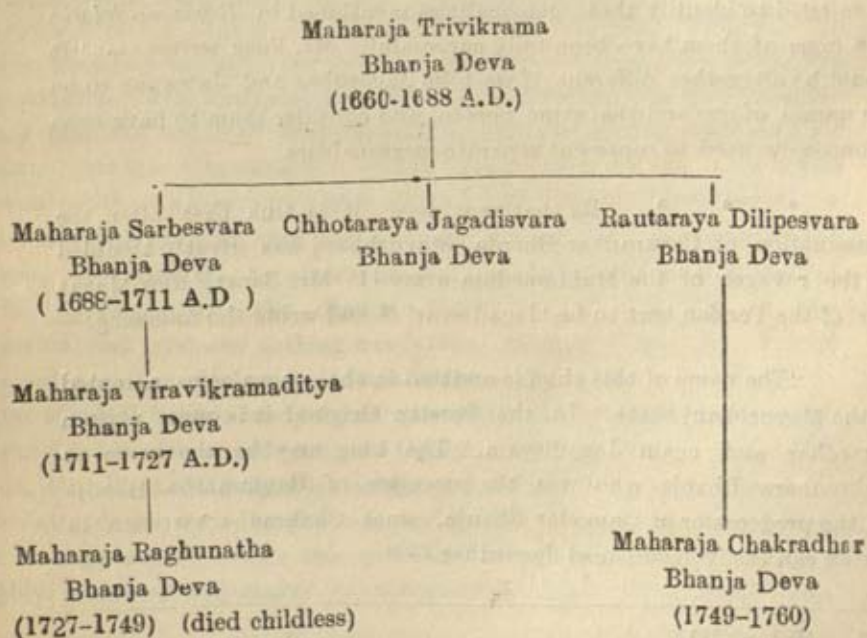 Maharaja Trivikrama
Bhanja Deva
(1660-1688 A.D.)
Maharaja Sarbesvara
Bhanja Deva
( 1688-1711 A.D )
Chhotaraya Jagadisvara
Bhanja Deva
Rautaraya Dilipesvara
Bhanja Deva
Maharaja Viravikramaditya
Bhanja Deva
(1711-1727 A.D.)
Maharaja Raghunatha
Bhanja Deva
(1727-1749) (died childless)
Maharaja Chakradhar
Bhanja Deva
(1749-1760)